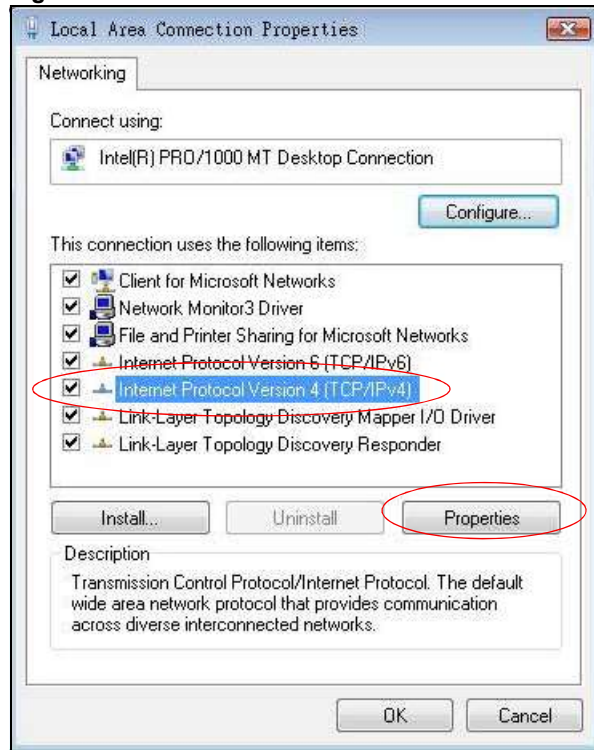 Local Area Connection Properties
Networking
Connect using:
Intel(R) PRO/1000 MT Desktop Connection
Configure...
This connection uses the following items:
Client for Microsoft Networks
Network Monitor3 Driver
File and Printer Sharing for Microsoft Networks
Internet Protocol Version 6 (TCP/IPv6)
Internet Protocol Version 4 (TCP/IPv4)
Link-Layer Topology Discovery Mapper I/O Driver
Link-Layer Topology Discovery Responder
Install... Uninstall Properties
Description
Transmission Control Protocol/Internet Protocol. The default
wide area network protocol that provides communication
across diverse interconnected networks.
OK Cancel